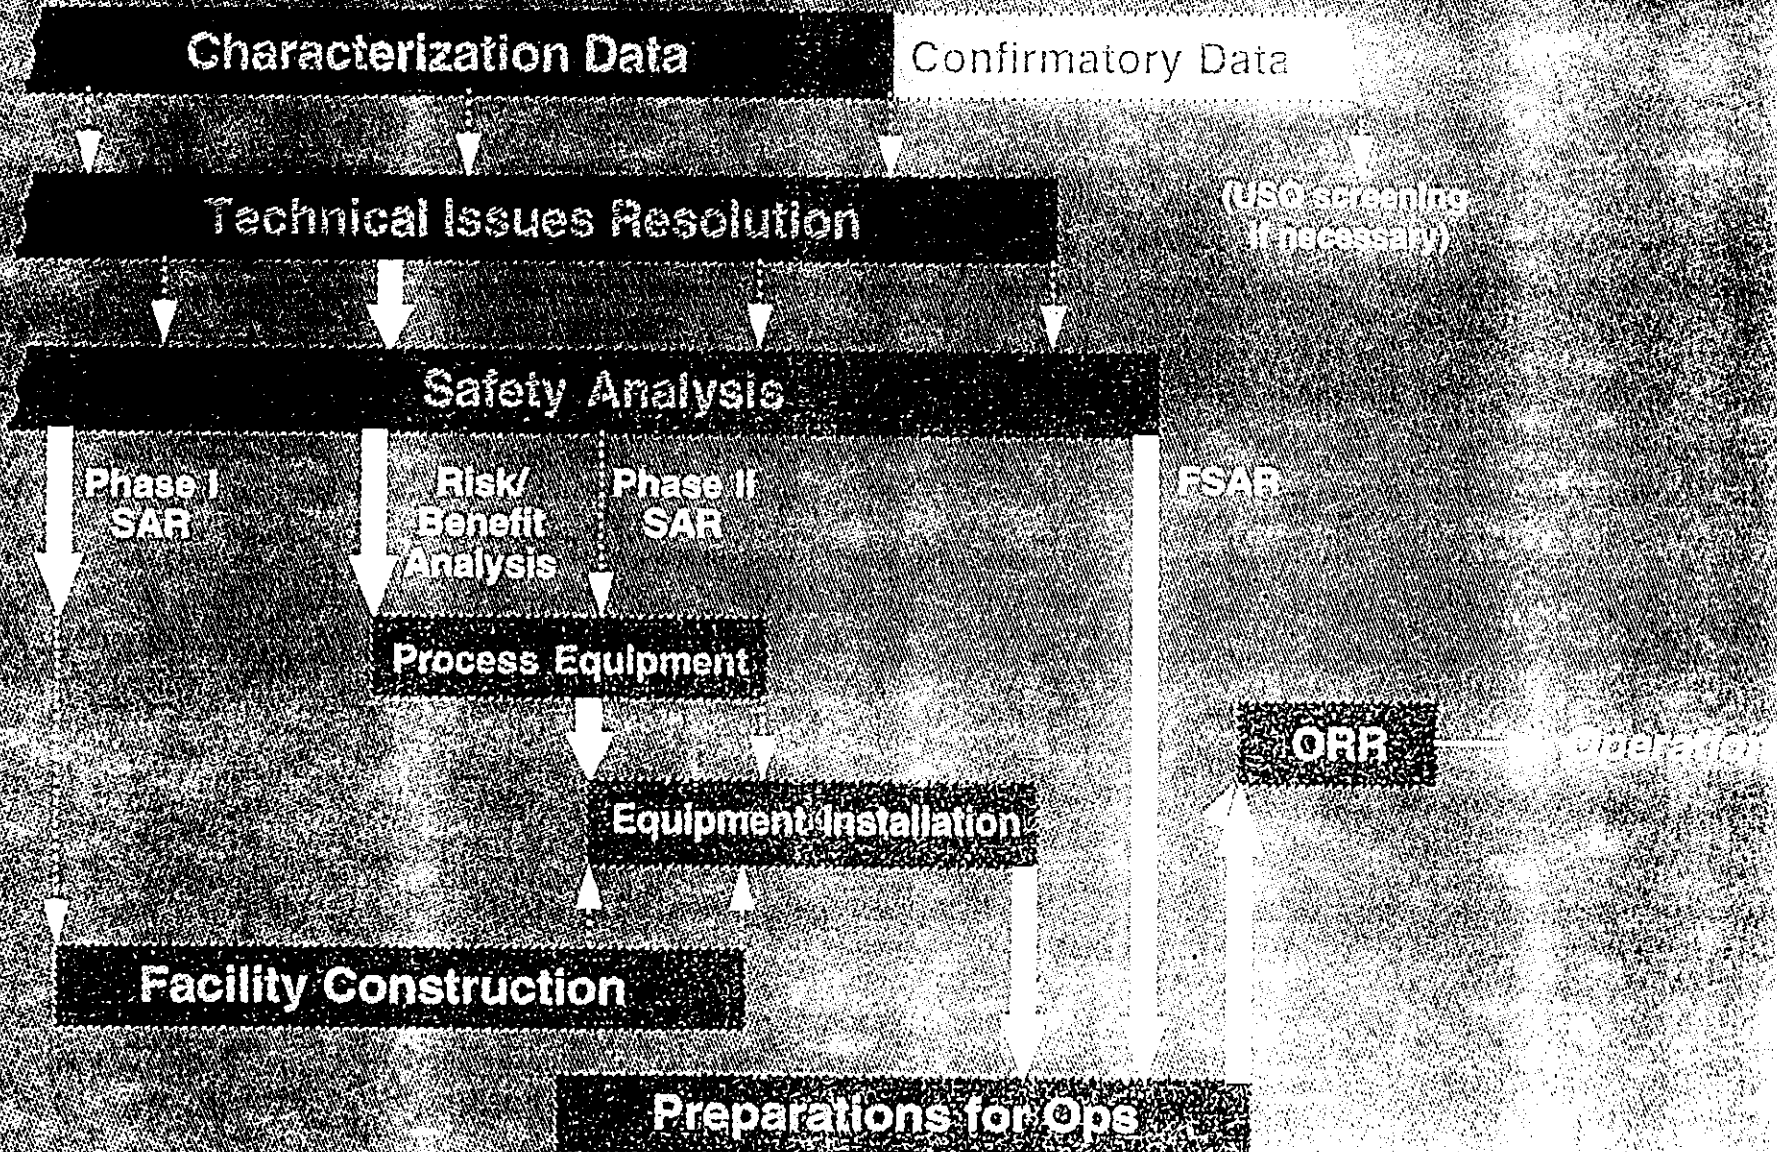 Characterization Data
Confirmatory Data
Technical Issues Resolution
(USQ screening
if necessary)
Safety Analysis
Phase I
SAR
Risk/
Benefit
Analysis
Phase II
SAR
FSAR
Process Equipment
ORR
Operation
Equipment Installation
Facility Construction
Preparations for Ops